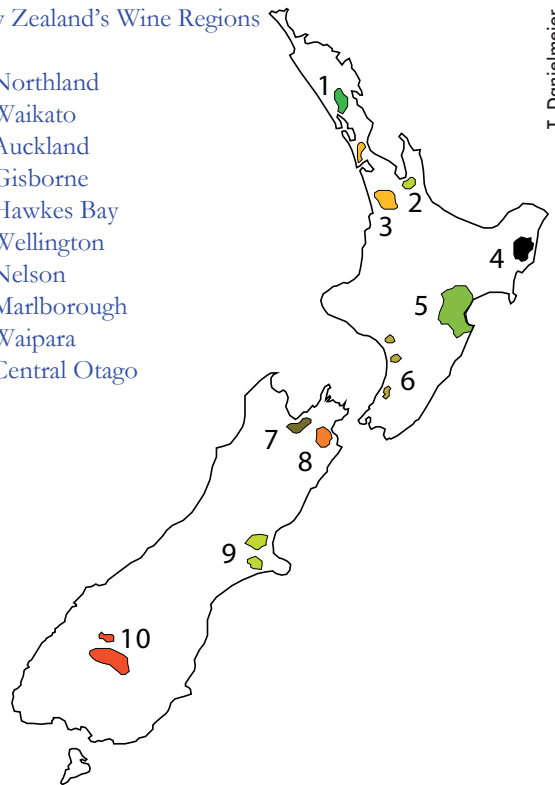 y Zealand's Wine Regions
Northland
Waikato
Auckland
Gisborne
Hawkes Bay
Wellington
Nelson
Marlborough
Waipara
Central Otago
1
2
3
4
5
6
7
8
9
10